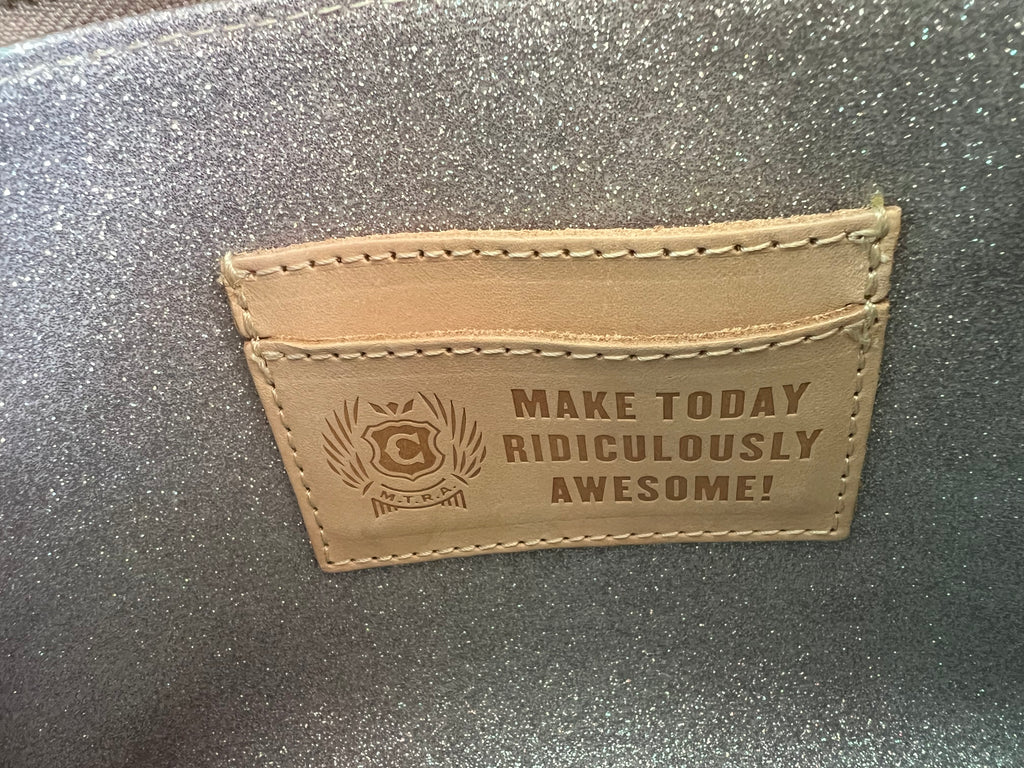 C
M.T.R.A.
MAKE TODAY
RIDICULOUSLY
AWESOME!